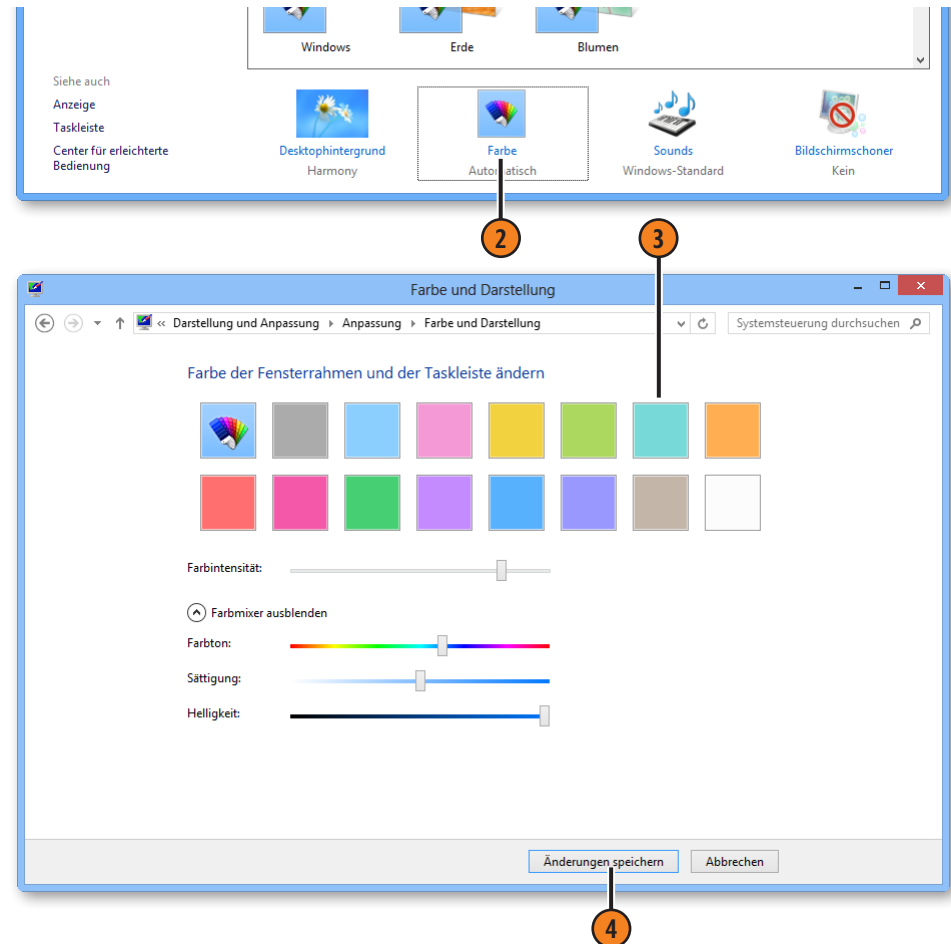 Windows Erde Blumen
Siehe auch
Anzeige
Taskleiste
Center für erleichterte
Bedienung
Desktophintergrund Farbe Sounds Bildschirmschoner
Harmony Automatisch Windows-Standard Kein
2 3
Farbe und Darstellung
« Darstellung und Anpassung Anpassung Farbe und Darstellung Systemsteuerung durchsuchen
Farbe der Fensterrahmen und der Taskleiste ändern
Farbintensität:
Farbmixer ausblenden
Farbton:
Sättigung:
Helligkeit:
Änderungen speichern Abbrechen
4